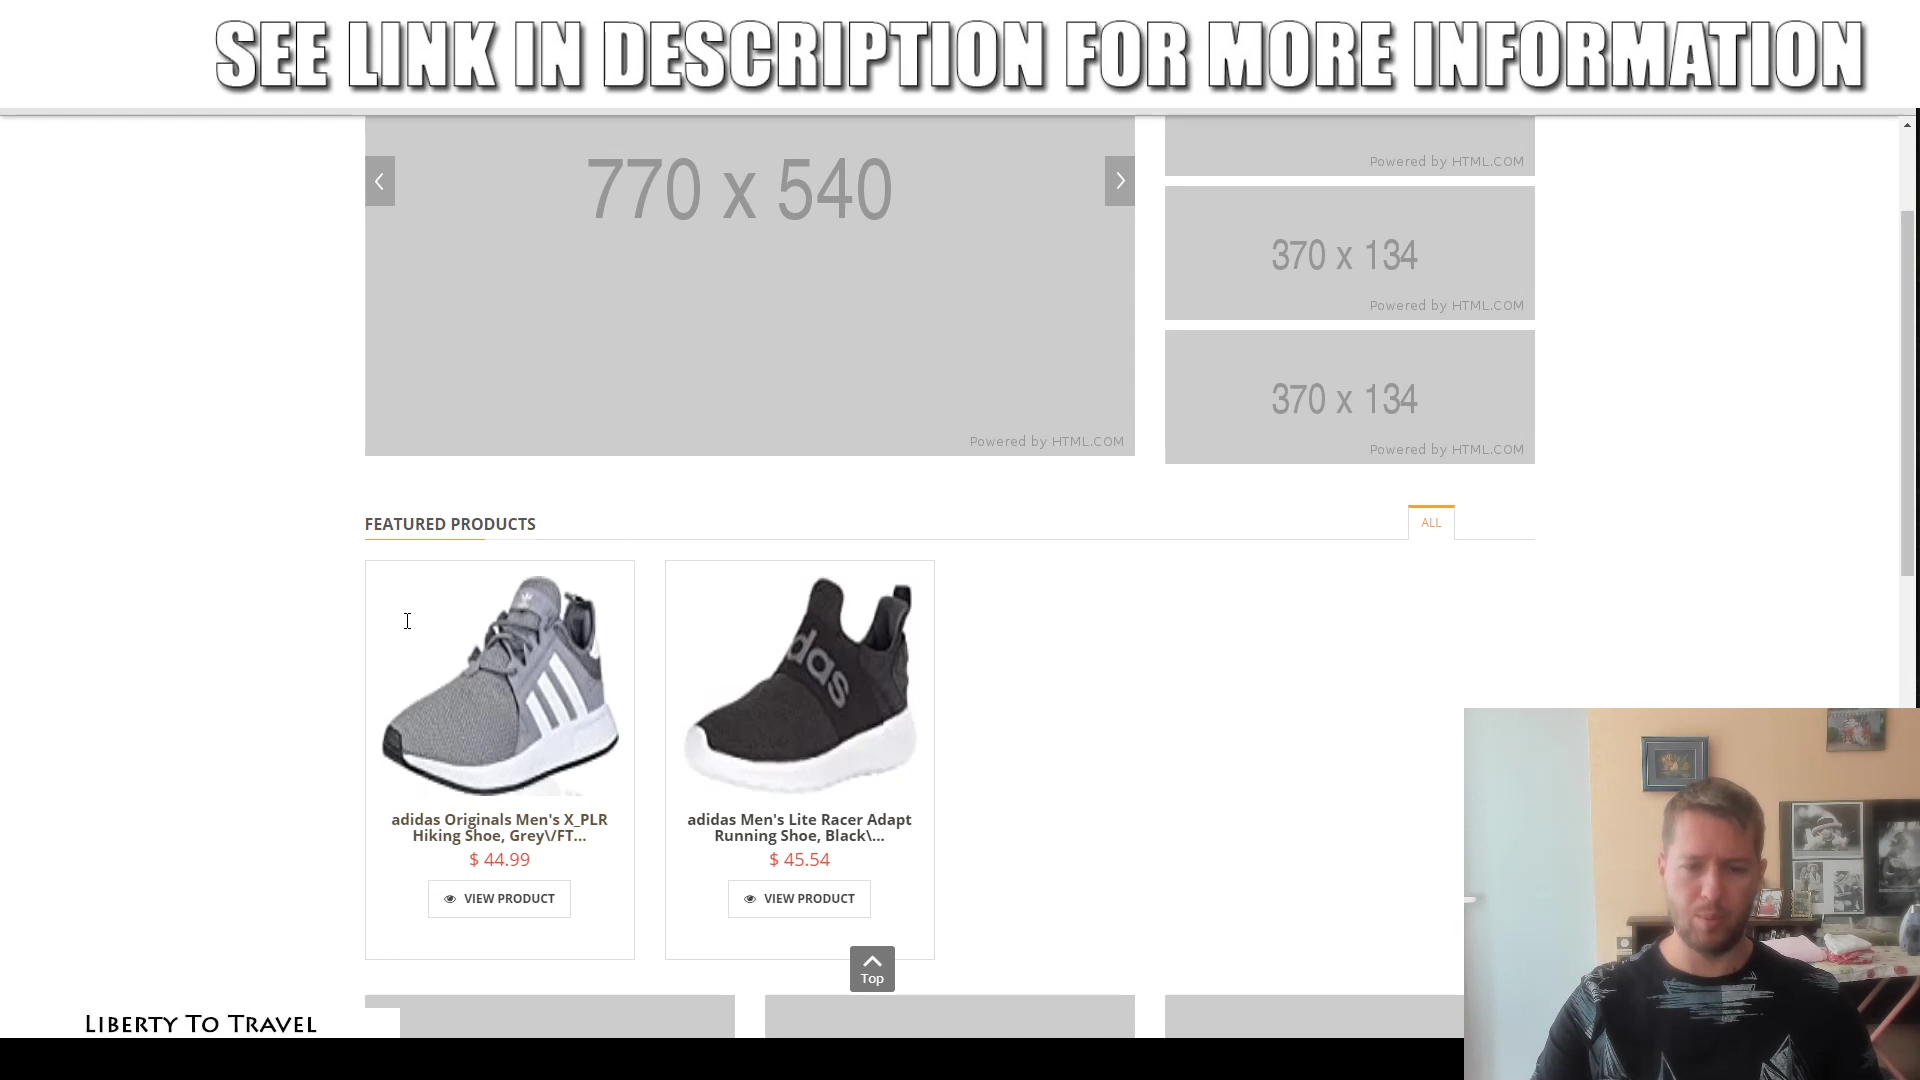 SEE LINK IN DESCRIPTION FOR MORE INFORMATION
770 x 540
Powered by HTML.COM
Powered by HTML.COM
370 x 134
Powered by HTML.COM
370 x 134
Powered by HTML.COM
FEATURED PRODUCTS
ALL
adidas
adidas Originals Men's X_PLR
Hiking Shoe, Grey\/FT...
$ 44.99
VIEW PRODUCT
adidas Men's Lite Racer Adapt
Running Shoe, Black\...
$ 45.54
VIEW PRODUCT
Top
LIBERTY TO TRAVEL